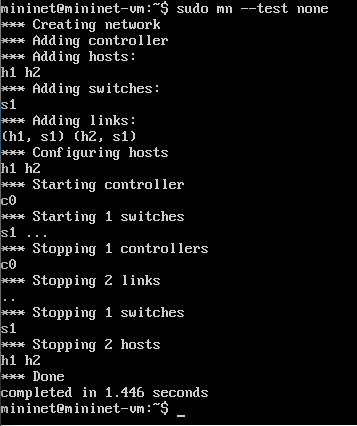 mininet@mininet-vm:~$ sudo mn --test none
*** Creating network
*** Adding controller
*** Adding hosts:
h1 h2
*** Adding switches:
s1
*** Adding links:
(h1, s1) (h2, s1)
*** Configuring hosts
h1 h2
*** Starting controller
c0
*** Starting 1 switches
s1 ...
*** Stopping 1 controllers
c0
*** Stopping 2 links
..
*** Stopping 1 switches
s1
*** Stopping 2 hosts
h1 h2
*** Done
completed in 1.446 seconds
mininet@mininet-vm:~$ _